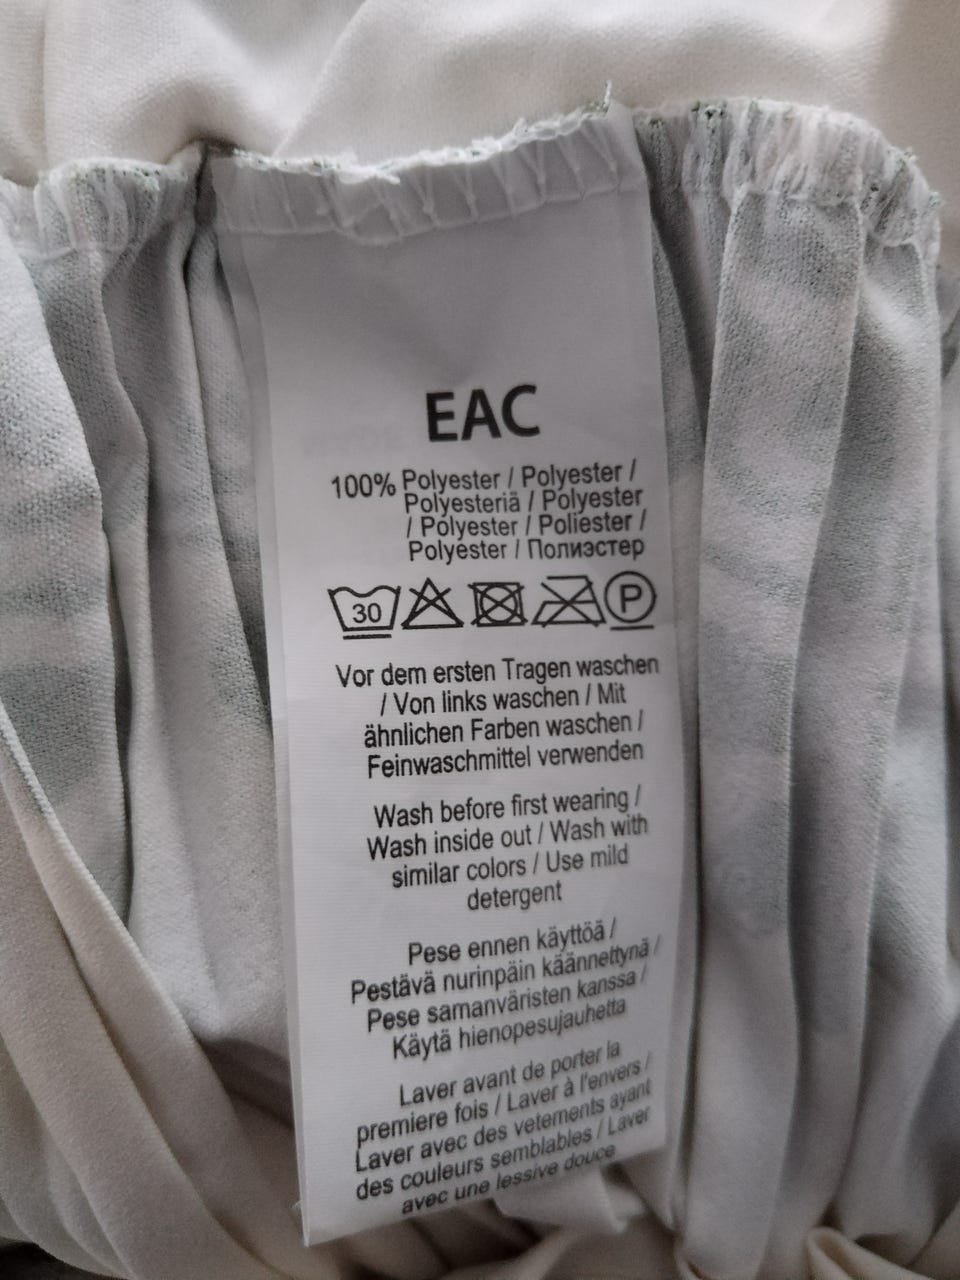 EAC
100% Polyester / Polyester /
Polyesteriä / Polyester
/ Polyester / Poliester /
Polyester / Полиэстер
30 P
Vor dem ersten Tragen waschen
/ Von links waschen / Mit
ähnlichen Farben waschen /
Feinwaschmittel verwenden
Wash before first wearing /
Wash inside out / Wash with
similar colors / Use mild
detergent
Pese ennen käyttöä /
Pestävä nurinpäin käännettynä /
Pese samanväristen kanssa /
Käytä hienopesujauhetta
Laver avant de porter la
premiere fois / Laver à l'envers /
Laver avec des vetements ayant
des couleurs semblables / Laver
avec une lessive douce